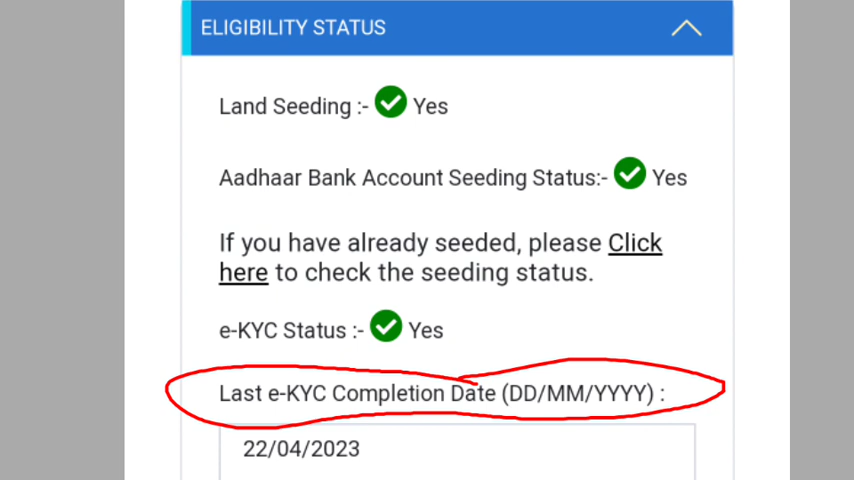 ELIGIBILITY STATUS
Land Seeding :- Yes
Aadhaar Bank Account Seeding Status:- Yes
If you have already seeded, please Click
here to check the seeding status.
e-KYC Status :- Yes
Last e-KYC Completion Date (DD/MM/YYYY) :
22/04/2023